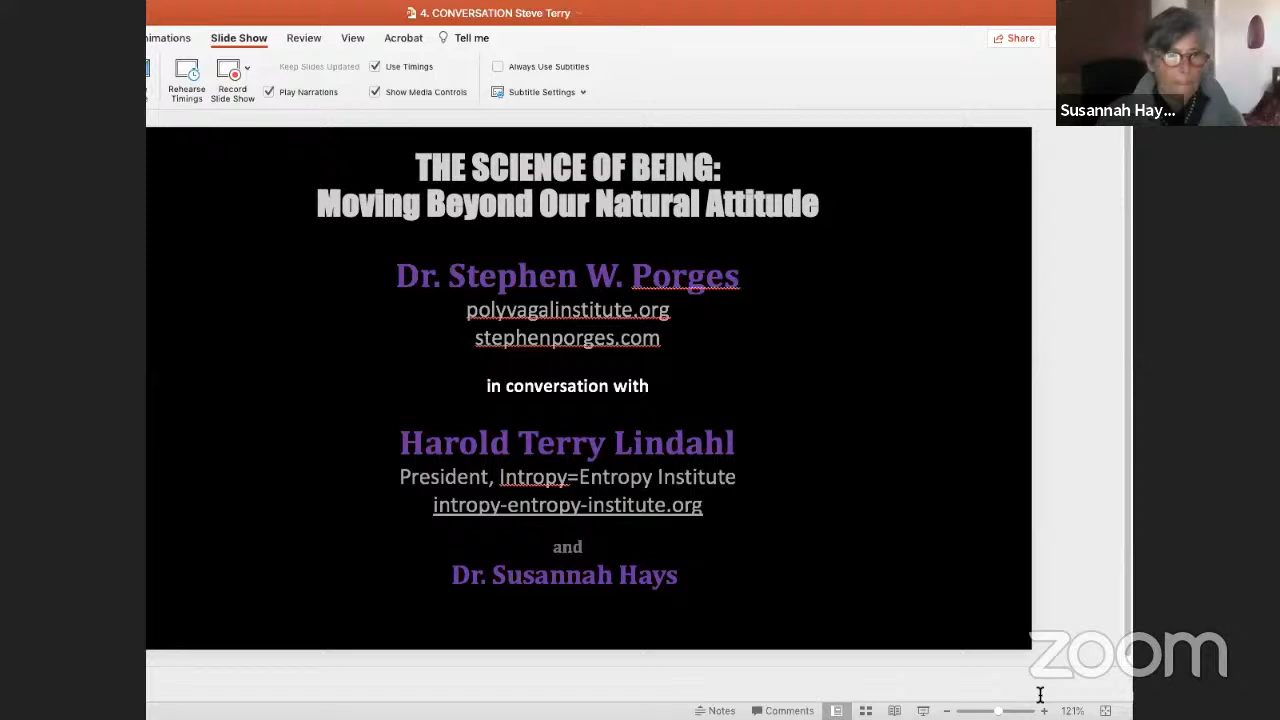 4. CONVERSATION Steve Terry
nimations Slide Show Review View Acrobat Tell me
Share
Keep Slides Updated Use Timings Always Use Subtitles
Rehearse Timings
Record Slide Show
Play Narrations Show Media Controls Subtitle Settings
Susannah Hay...
THE SCIENCE OF BEING:
Moving Beyond Our Natural Attitude
Dr. Stephen W. Porges
polyvagalinstitute.org
stephenporges.com
in conversation with
Harold Terry Lindahl
President, Intropy=Entropy Institute
intropy-entropy-institute.org
and
Dr. Susannah Hays
zoom
Notes Comments 121%